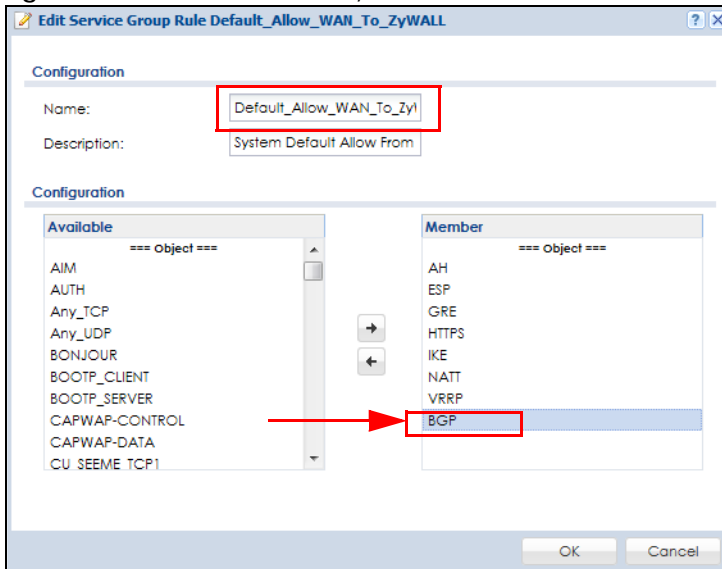 Edit Service Group Rule Default_Allow_WAN_To_ZyWALL
Configuration
Name: Default_Allow_WAN_To_Zy
Description: System Default Allow From
Configuration
Available
=== Object ===
AIM
AUTH
Any_TCP
Any_UDP
BONJOUR
BOOTP_CLIENT
BOOTP_SERVER
CAPWAP-CONTROL
CAPWAP-DATA
CU_SEEME_TCP1
Member
=== Object ===
AH
ESP
GRE
HTTPS
IKE
NATT
VRRP
BGP
OK Cancel